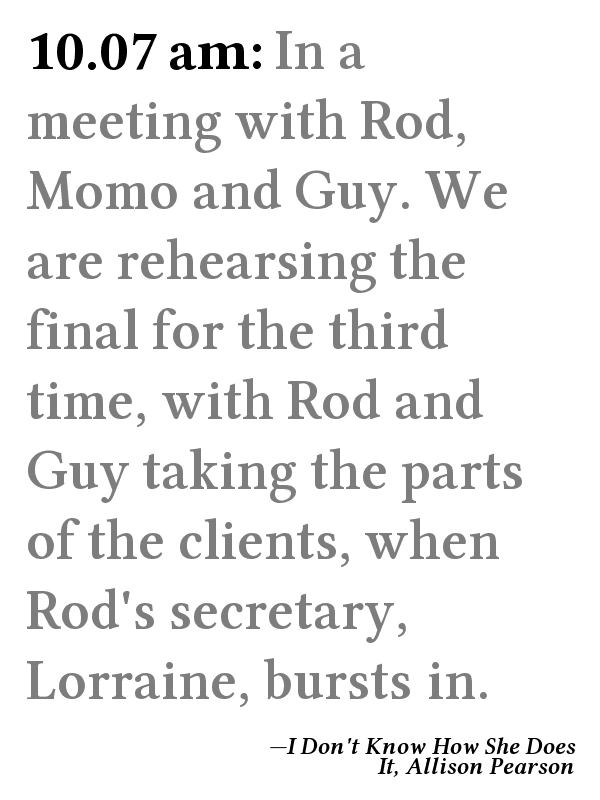 10.07 am: In a
meeting with Rod,
Momo and Guy. We
are rehearsing the
final for the third
time, with Rod and
Guy taking the parts
of the clients, when
Rod's secretary,
Lorraine, bursts in.
—I Don't Know How She Does
It, Allison Pearson